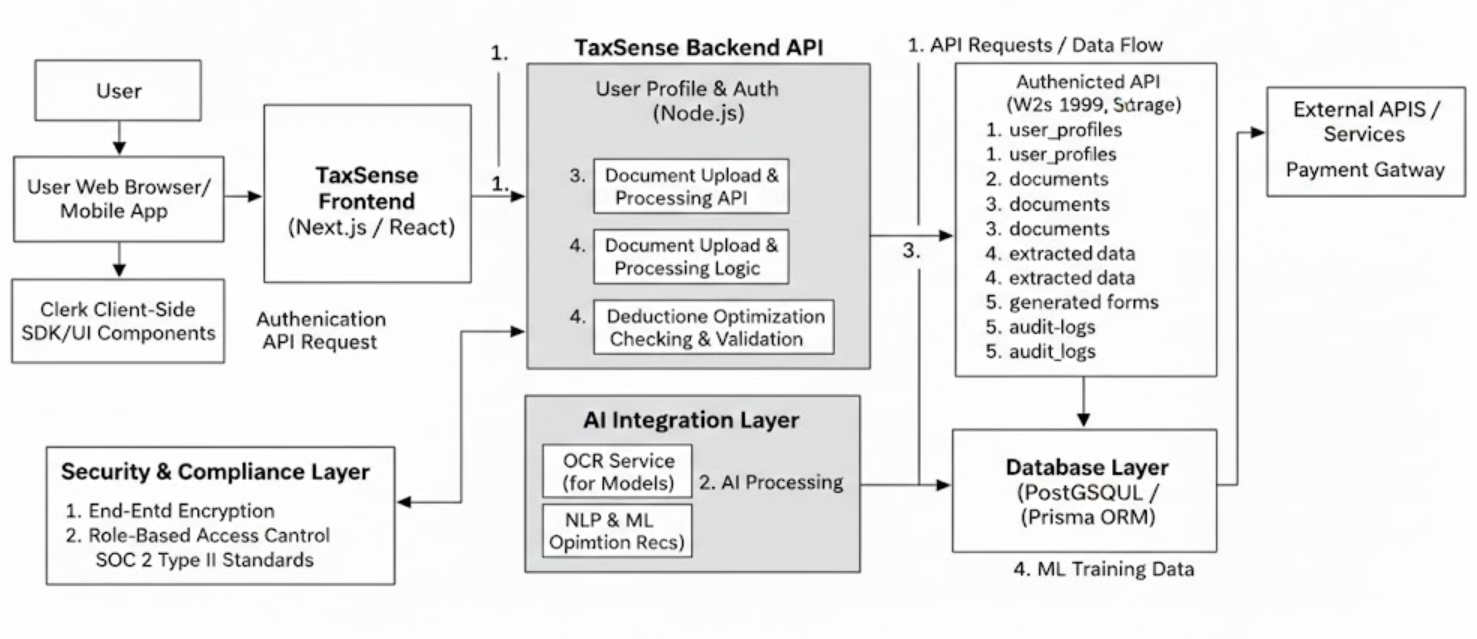 User
User Web Browser/
Mobile App
Clerk Client-Side
SDK/UI Components
TaxSense
Frontend
(Next.js / React)
Authenication
API Request
1.
1.
TaxSense Backend API
User Profile & Auth
(Node.js)
3. Document Upload &
Processing API
4. Document Upload &
Processing Logic
4. Deductione Optimization
Checking & Validation
1. API Requests / Data Flow
3.
Authenicted API
(W2s 1999, Sstrage)
1. user_profiles
1. user_profiles
2. documents
3. documents
3. documents
4. extracted data
4. extracted data
5. generated forms
5. audit-logs
5. audit_logs
External APIS /
Services
Payment Gatway
Security & Compliance Layer
1. End-Entd Encryption
2. Role-Based Access Cantrol
SOC 2 Type II Standards
AI Integration Layer
OCR Service
(for Models)
2. AI Processing
NLP & ML
Opimtion Recs)
Database Layer
(PostGSQUL /
(Prisma ORM)
4. ML Training Data